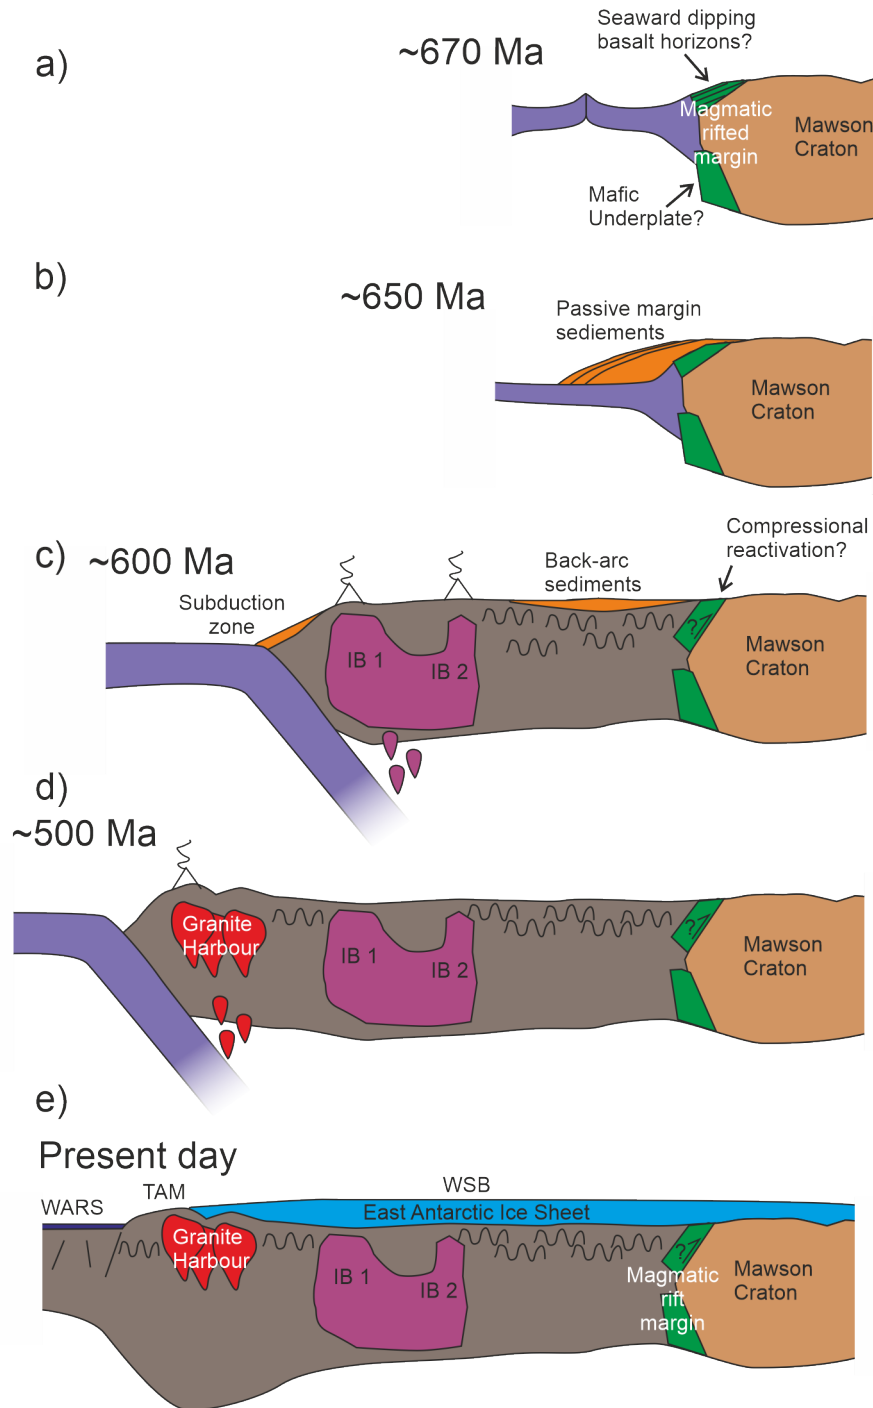 a)
~670 Ma
Seaward dipping
basalt horizons?
Magmatic
rifted
margin
Mawson
Craton
Mafic
Underplate?
b)
~650 Ma
Passive margin
sediements
Mawson
Craton
c)
~600 Ma
Compressional
reactivation?
Subduction
zone
Back-arc
sediments
?
IB 1
IB 2
Mawson
Craton
d)
~500 Ma
Granite
Harbour
IB 1
IB 2
?
Mawson
Craton
e)
Present day
WARS
TAM
WSB
East Antarctic Ice Sheet
Granite
Harbour
IB 1
IB 2
?
Magmatic
rift
margin
Mawson
Craton